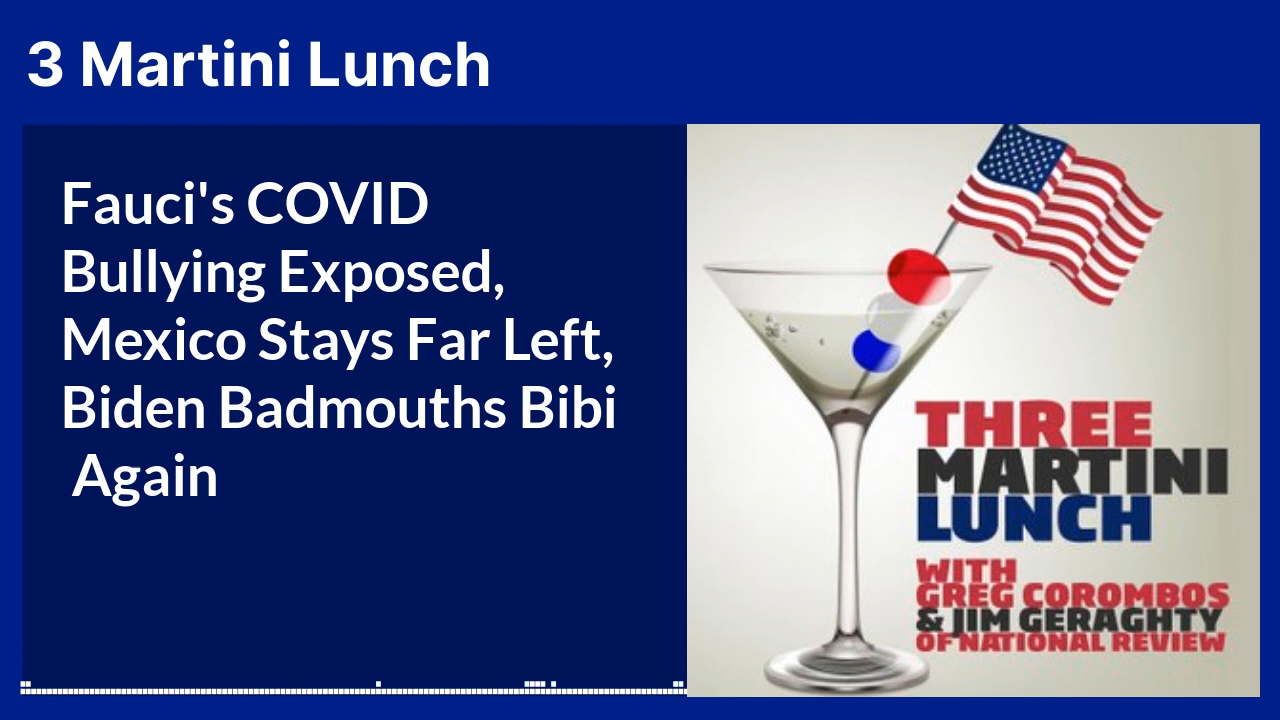 3 Martini Lunch
Fauci's COVID
Bullying Exposed,
Mexico Stays Far Left,
Biden Badmouths Bibi
Again
THREE
MARTINI
LUNCH
WITH
GREG COROMBOS
& JIM GERAGHTY
OF NATIONAL REVIEW